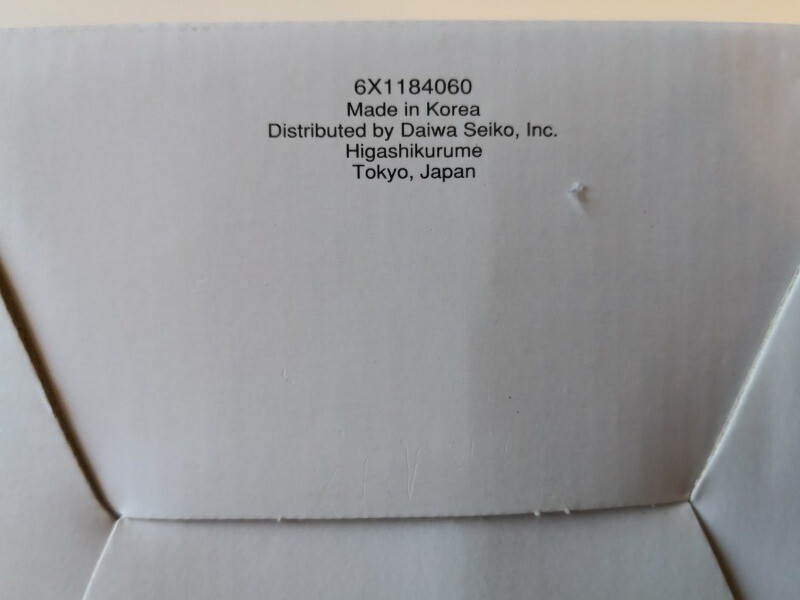 6X1184060
Made in Korea
Distributed by Daiwa Seiko, Inc.
Higashikurume
Tokyo, Japan